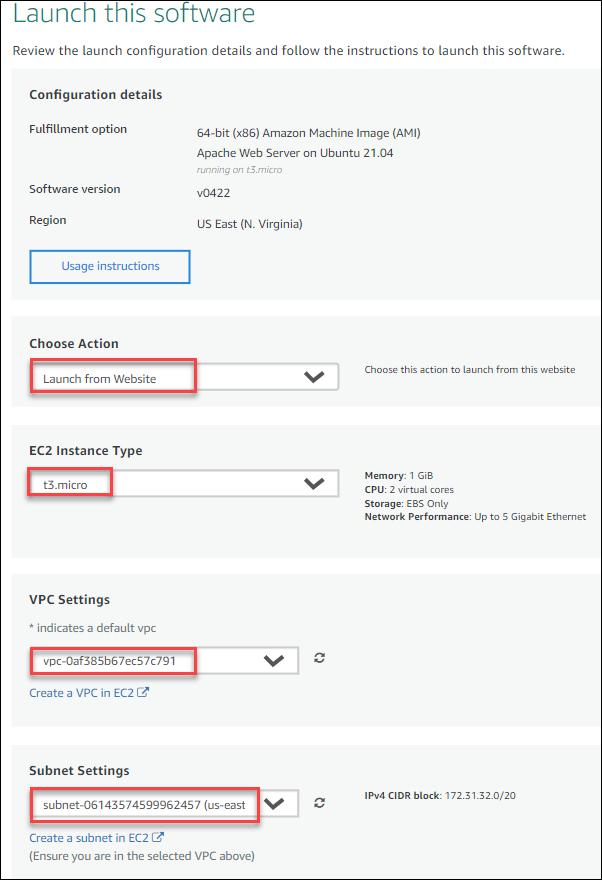 Launch this software
Review the launch configuration details and follow the instructions to launch this software.
Configuration details
Fulfillment option
64-bit (x86) Amazon Machine Image (AMI)
Apache Web Server on Ubuntu 21.04
running on t3.micro
Software version
v0422
Region
US East (N. Virginia)
Usage instructions
Choose Action
Launch from Website
Choose this action to launch from this website
EC2 Instance Type
t3.micro
Memory: 1 GiB
CPU: 2 virtual cores
Storage: EBS Only
Network Performance: Up to 5 Gigabit Ethernet
VPC Settings
* indicates a default vpc
vpc-0af385b67ec57c791
Create a VPC in EC2
Subnet Settings
subnet-06143574599962457 (us-east
IPv4 CIDR block: 172.31.32.0/20
Create a subnet in EC2
(Ensure you are in the selected VPC above)